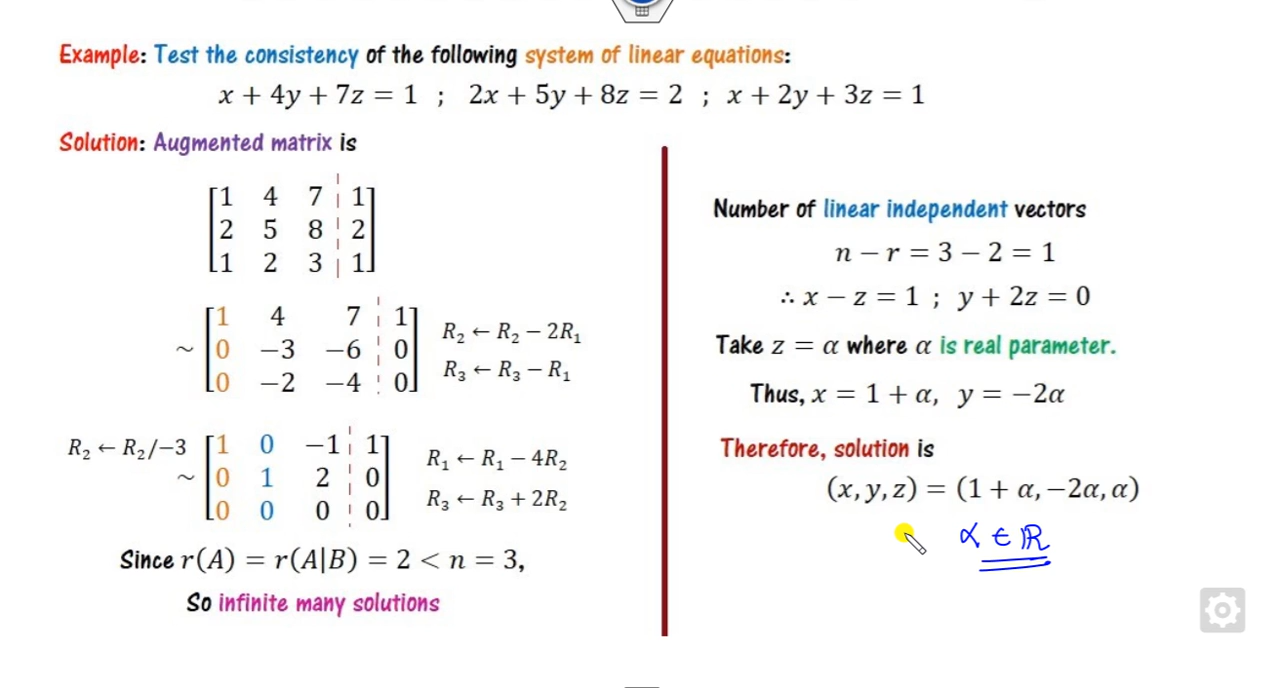 Example: Test the consistency of the following system of linear equations:
x + 4y + 7z = 1 ; 2x + 5y + 8z = 2 ; x + 2y + 3z = 1
Solution: Augmented matrix is
[1 4 7 | 1]
[2 5 8 | 2]
[1 2 3 | 1]
~ [1 4 7 | 1]
[0 −3 −6 | 0]
[0 −2 −4 | 0]
R₂ ← R₂ − 2R₁
R₃ ← R₃ − R₁
R₂ ← R₂/−3
~ [1 0 −1 | 1]
[0 1 2 | 0]
[0 0 0 | 0]
R₁ ← R₁ − 4R₂
R₃ ← R₃ + 2R₂
Since r(A) = r(A|B) = 2 < n = 3,
So infinite many solutions
Number of linear independent vectors
n − r = 3 − 2 = 1
∴ x − z = 1 ; y + 2z = 0
Take z = α where α is real parameter.
Thus, x = 1 + α, y = −2α
Therefore, solution is
(x, y, z) = (1 + α, −2α, α)
α ∈ ℝ